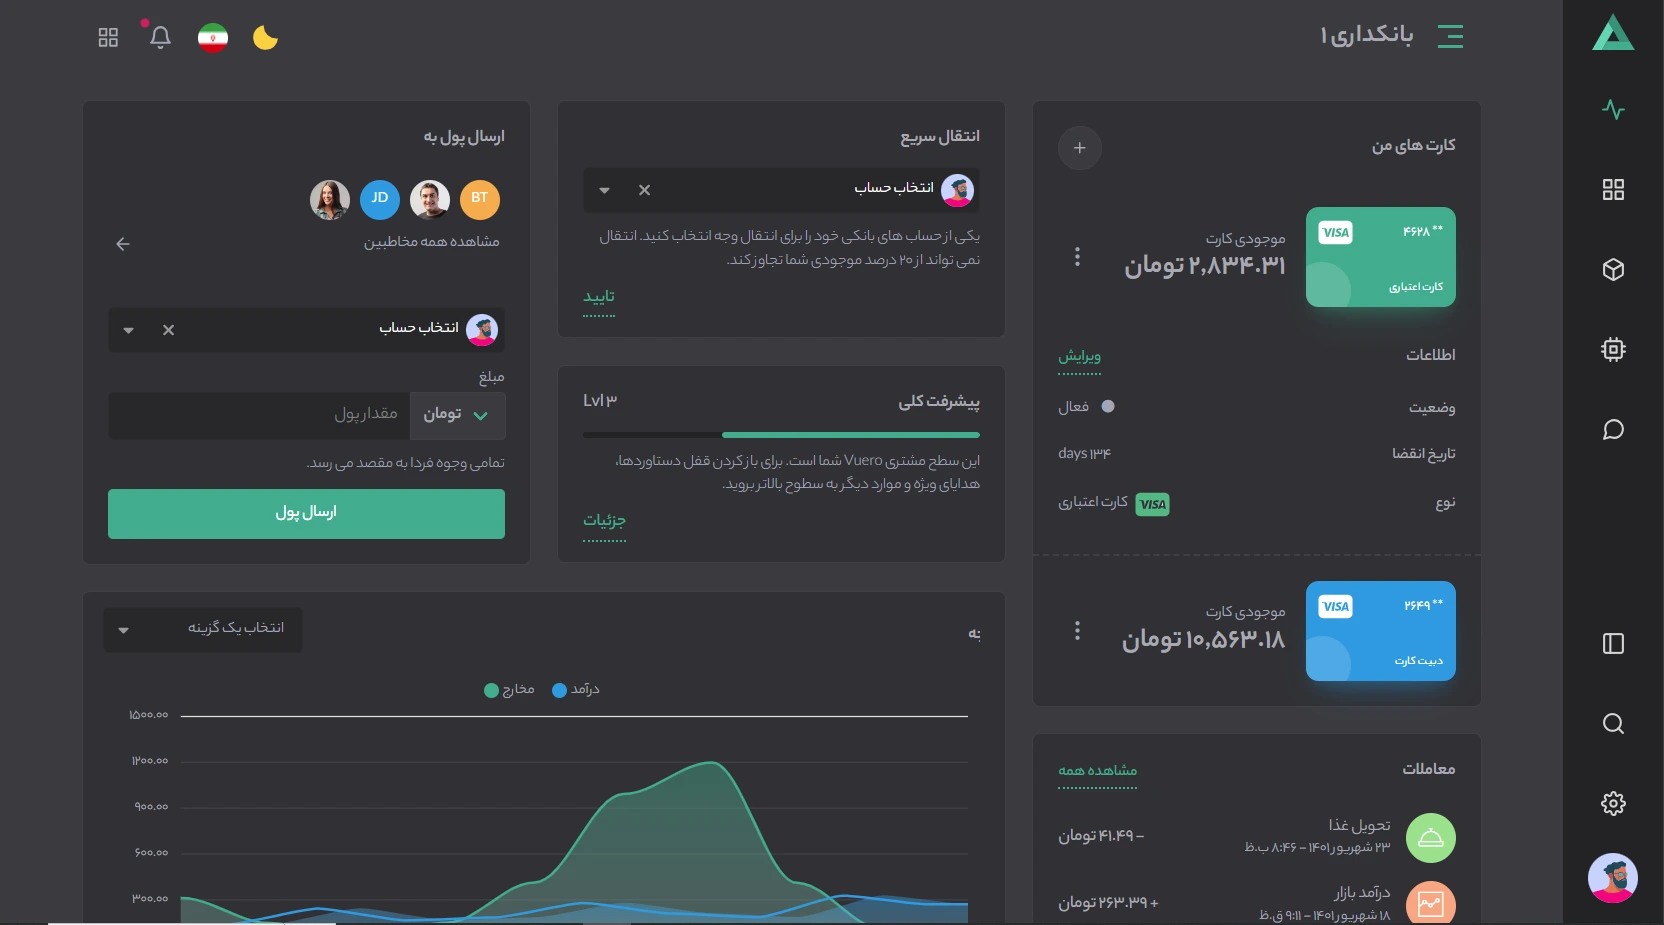 بانکداری ۱
کارت های من
** ۴۶۲۸
VISA
کارت اعتباری
موجودی کارت
۲,۸۳۴.۳۱ تومان
اطلاعات
ویرایش
وضعیت
فعال
تاریخ انقضا
۱۳۴ days
نوع
VISA
کارت اعتباری
** ۲۶۴۹
VISA
دبیت کارت
موجودی کارت
۱۰,۵۶۳.۱۸ تومان
معاملات
مشاهده همه
تحویل غذا
۲۳ شهریور ۱۴۰۱ – ۸:۴۶ ب.ظ
– ۴۱.۴۹ تومان
درآمد بازار
۱۸ شهریور ۱۴۰۱ – ۹:۱۱ ق.ظ
+ ۲۶۳.۳۹ تومان
انتقال سریع
انتخاب حساب
یکی از حساب های بانکی خود را برای انتقال وجه انتخاب کنید. انتقال
نمی تواند از ۲۰ درصد موجودی شما تجاوز کند.
تایید
پیشرفت کلی
Lvl ۳
این سطح مشتری Vuero شما است. برای باز کردن قفل دستاوردها،
هدایای ویژه و موارد دیگر به سطوح بالاتر بروید.
جزئیات
ارسال پول به
BT
JD
مشاهده همه مخاطبین
انتخاب حساب
مبلغ
تومان
مقدار پول
تمامی وجوه فردا به مقصد می رسد.
ارسال پول
انتخاب یک گزینه
درآمد
مخارج
۱۵۰۰.۰۰
۱۲۰۰.۰۰
۹۰۰.۰۰
۶۰۰.۰۰
۳۰۰.۰۰